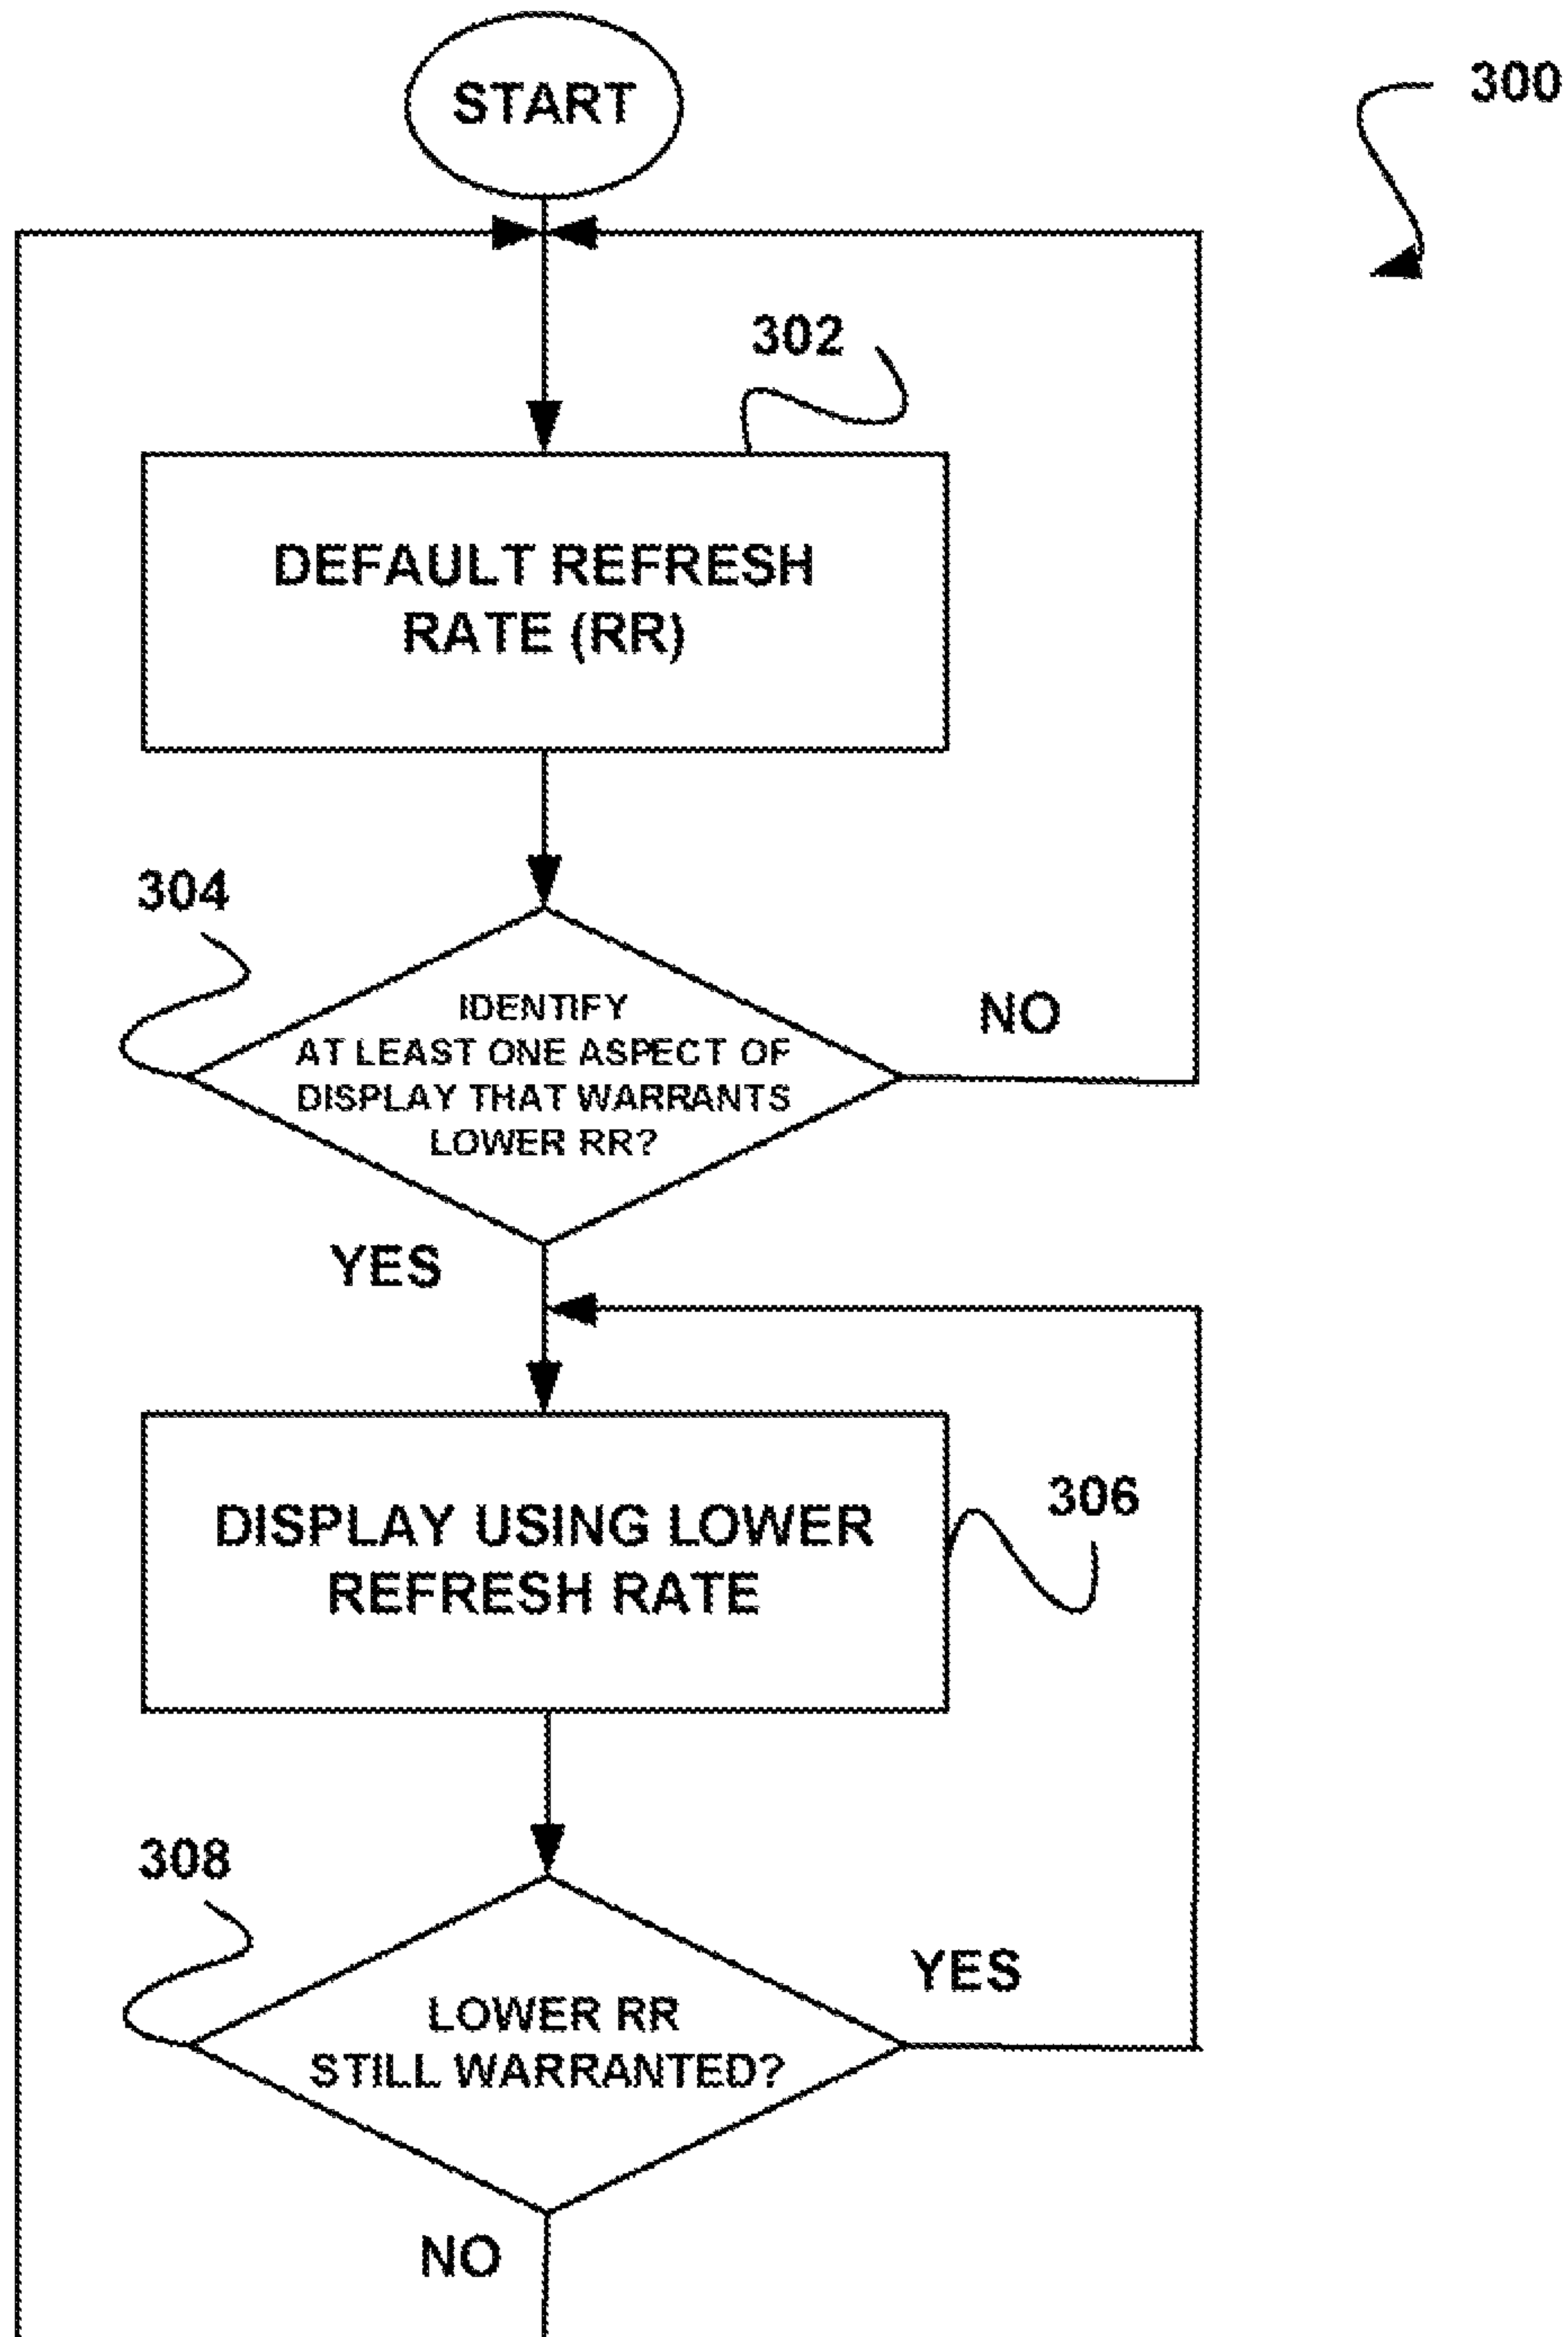 START
300
302
DEFAULT REFRESH
RATE (RR)
304
IDENTIFY
AT LEAST ONE ASPECT OF
DISPLAY THAT WARRANTS
LOWER RR?
NO
YES
DISPLAY USING LOWER
REFRESH RATE
306
308
LOWER RR
STILL WARRANTED?
YES
NO